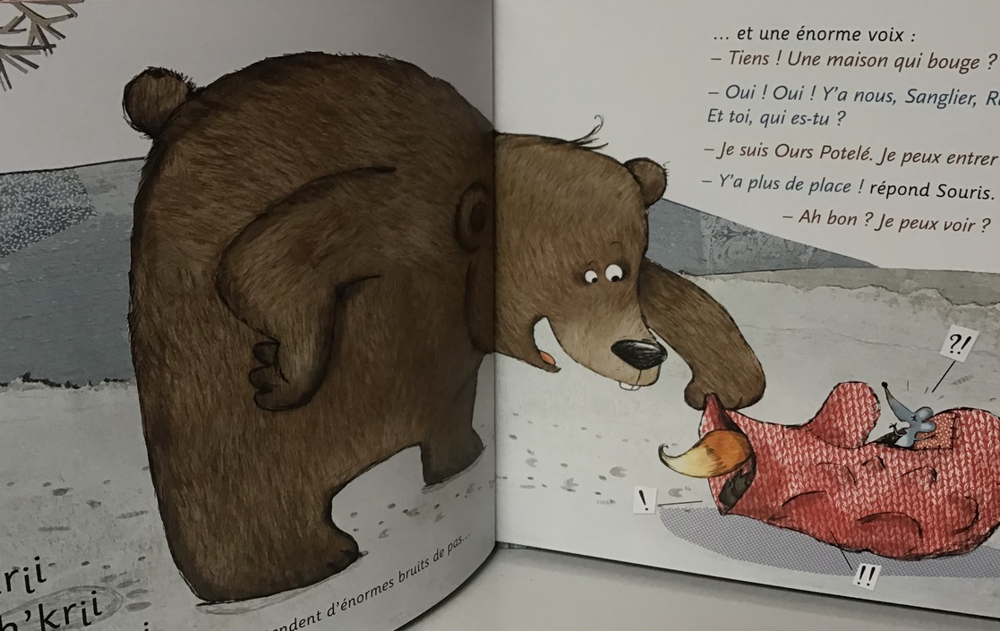 d'énormes bruits de pas...
... et une énorme voix :
– Tiens ! Une maison qui bouge ?
– Oui ! Oui ! Y'a nous, Sanglier,
Et toi, qui es-tu ?
– Je suis Ours Potelé. Je peux entrer
– Y'a plus de place ! répond Souris.
– Ah bon ? Je peux voir ?
?!
!
!!